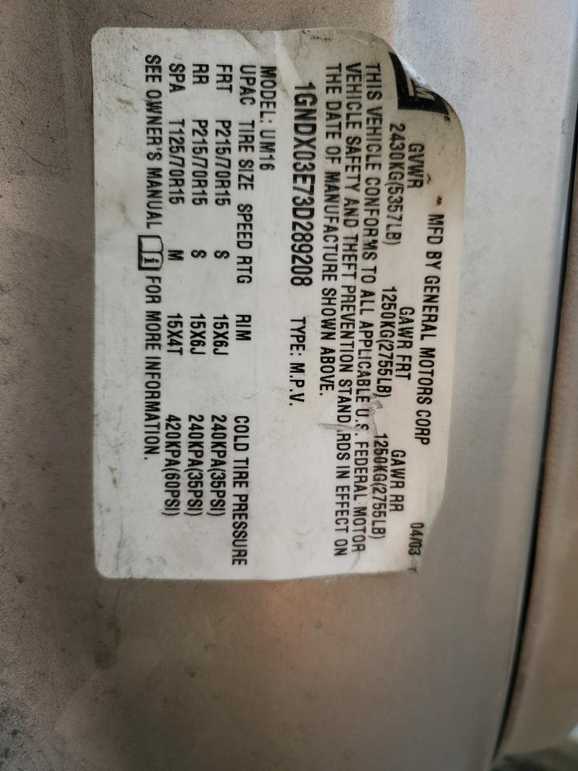 MFD BY GENERAL MOTORS CORP 04/03
GVWR GAWR FRT GAWR RR
2430KG(5357LB) 1250KG(2755LB) 1250KG(2755LB)
THIS VEHICLE CONFORMS TO ALL APPLICABLE U.S. FEDERAL MOTOR
VEHICLE SAFETY AND THEFT PREVENTION STANDARDS IN EFFECT ON
THE DATE OF MANUFACTURE SHOWN ABOVE.
1GNDX03E73D289208 TYPE: M.P.V.
MODEL: UM16
UPAC TIRE SIZE SPEED RTG RIM COLD TIRE PRESSURE
FRT P215/70R15 S 15X6J 240KPA(35PSI)
RR P215/70R15 S 15X6J 240KPA(35PSI)
SPA T125/70R15 M 15X4T 420KPA(60PSI)
SEE OWNER'S MANUAL i FOR MORE INFORMATION.